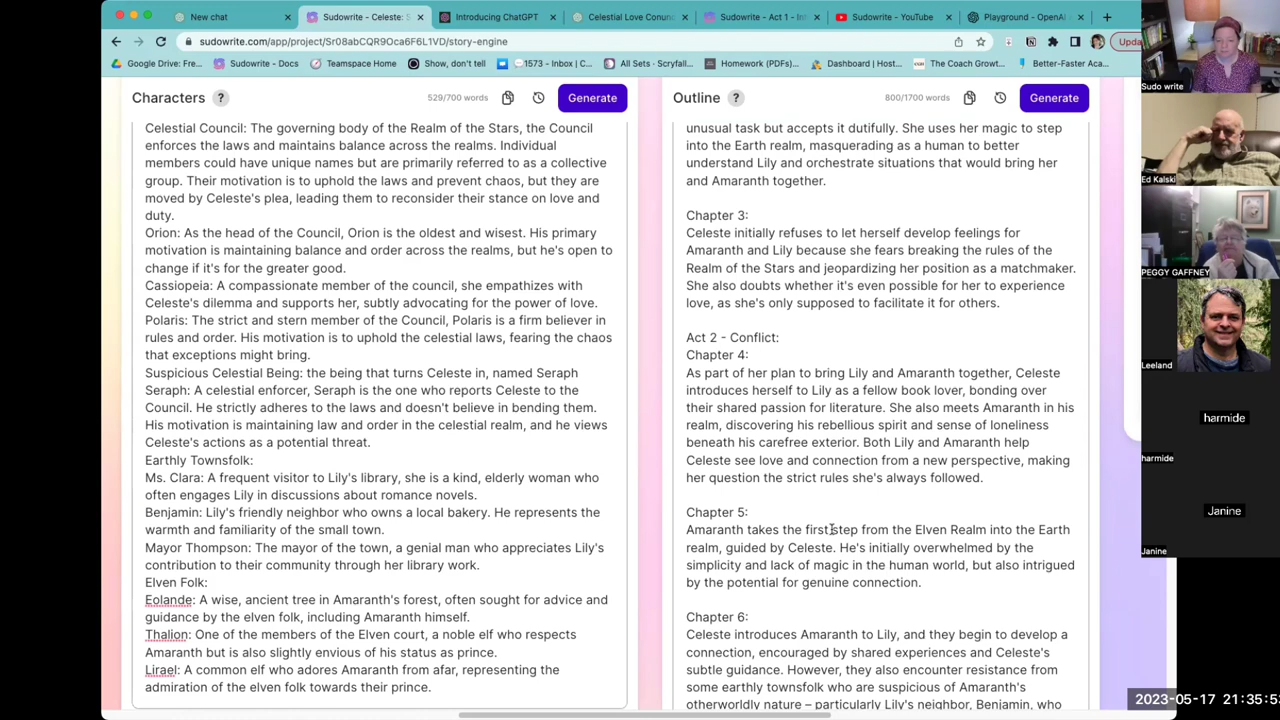 New chat
Sudowrite - Celeste: S
Introducing ChatGPT
Celestial Love Conund
Sudowrite - Act 1 - Int
Sudowrite - YouTube
Playground - OpenAI
sudowrite.com/app/project/Sr08abCQR9Oca6F6L1VD/story-engine
Upda
Google Drive: Fre...
Sudowrite - Docs
Teamspace Home
Show, don't tell
1573 - Inbox | C...
All Sets · Scryfall...
Homework (PDFs)...
Dashboard | Host...
The Coach Growt...
Better-Faster Aca...
Characters ?
529/700 words
Generate
Celestial Council: The governing body of the Realm of the Stars, the Council
enforces the laws and maintains balance across the realms. Individual
members could have unique names but are primarily referred to as a collective
group. Their motivation is to uphold the laws and prevent chaos, but they are
moved by Celeste's plea, leading them to reconsider their stance on love and
duty.
Orion: As the head of the Council, Orion is the oldest and wisest. His primary
motivation is maintaining balance and order across the realms, but he's open to
change if it's for the greater good.
Cassiopeia: A compassionate member of the council, she empathizes with
Celeste's dilemma and supports her, subtly advocating for the power of love.
Polaris: The strict and stern member of the Council, Polaris is a firm believer in
rules and order. His motivation is to uphold the celestial laws, fearing the chaos
that exceptions might bring.
Suspicious Celestial Being: the being that turns Celeste in, named Seraph
Seraph: A celestial enforcer, Seraph is the one who reports Celeste to the
Council. He strictly adheres to the laws and doesn't believe in bending them.
His motivation is maintaining law and order in the celestial realm, and he views
Celeste's actions as a potential threat.
Earthly Townsfolk:
Ms. Clara: A frequent visitor to Lily's library, she is a kind, elderly woman who
often engages Lily in discussions about romance novels.
Benjamin: Lily's friendly neighbor who owns a local bakery. He represents the
warmth and familiarity of the small town.
Mayor Thompson: The mayor of the town, a genial man who appreciates Lily's
contribution to their community through her library work.
Elven Folk:
Eolande: A wise, ancient tree in Amaranth's forest, often sought for advice and
guidance by the elven folk, including Amaranth himself.
Thalion: One of the members of the Elven court, a noble elf who respects
Amaranth but is also slightly envious of his status as prince.
Lirael: A common elf who adores Amaranth from afar, representing the
admiration of the elven folk towards their prince.
Outline ?
800/1700 words
Generate
unusual task but accepts it dutifully. She uses her magic to step
into the Earth realm, masquerading as a human to better
understand Lily and orchestrate situations that would bring her
and Amaranth together.
Chapter 3:
Celeste initially refuses to let herself develop feelings for
Amaranth and Lily because she fears breaking the rules of the
Realm of the Stars and jeopardizing her position as a matchmaker.
She also doubts whether it's even possible for her to experience
love, as she's only supposed to facilitate it for others.
Act 2 - Conflict:
Chapter 4:
As part of her plan to bring Lily and Amaranth together, Celeste
introduces herself to Lily as a fellow book lover, bonding over
their shared passion for literature. She also meets Amaranth in his
realm, discovering his rebellious spirit and sense of loneliness
beneath his carefree exterior. Both Lily and Amaranth help
Celeste see love and connection from a new perspective, making
her question the strict rules she's always followed.
Chapter 5:
Amaranth takes the first step from the Elven Realm into the Earth
realm, guided by Celeste. He's initially overwhelmed by the
simplicity and lack of magic in the human world, but also intrigued
by the potential for genuine connection.
Chapter 6:
Celeste introduces Amaranth to Lily, and they begin to develop a
connection, encouraged by shared experiences and Celeste's
subtle guidance. However, they also encounter resistance from
some earthly townsfolk who are suspicious of Amaranth's
otherworldly nature – particularly Lily's neighbor, Benjamin, who
Sudo write
Ed Kalski
PEGGY GAFFNEY
Leeland
harmide
harmide
Janine
Janine
2023-05-17 21:35:5